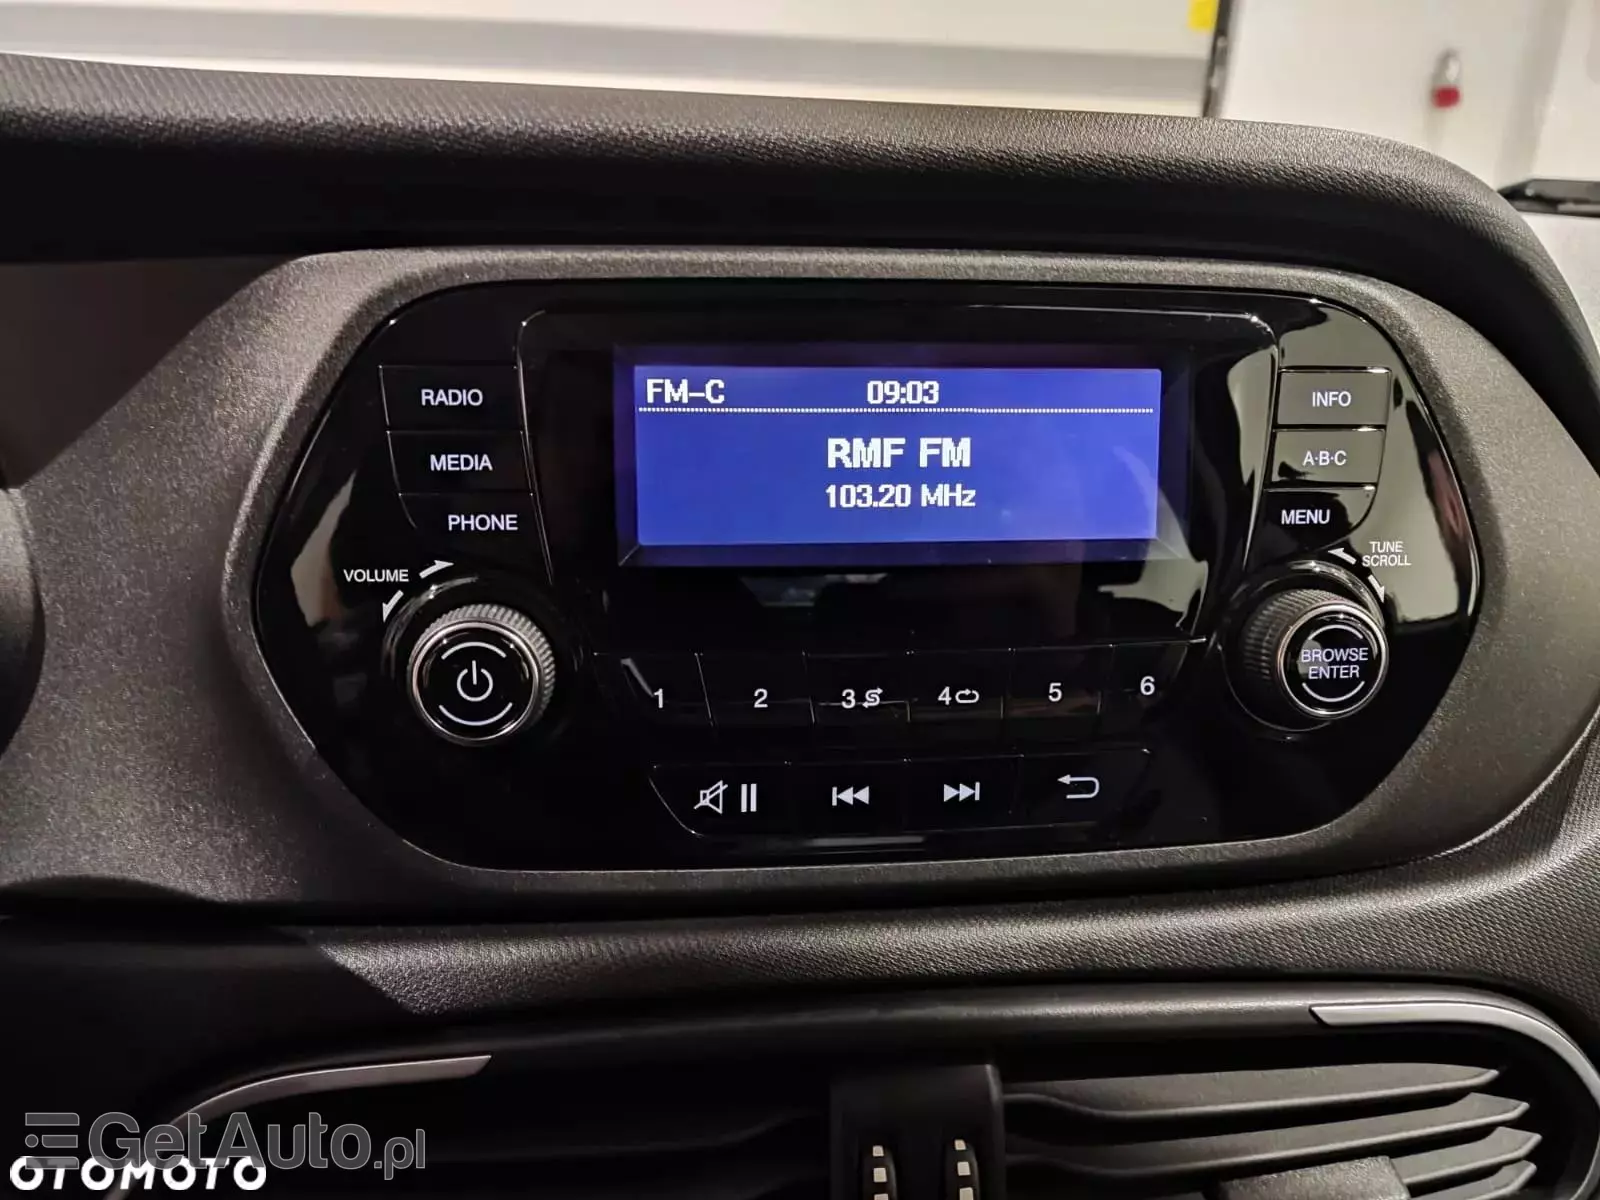 FM-C 09:03
RMF FM
103.20 MHz
RADIO
MEDIA
PHONE
VOLUME
INFO
A·B·C
MENU
TUNE
SCROLL
BROWSE
ENTER
1 2 3 4 5 6
GetAuto.pl
OTOMOTO